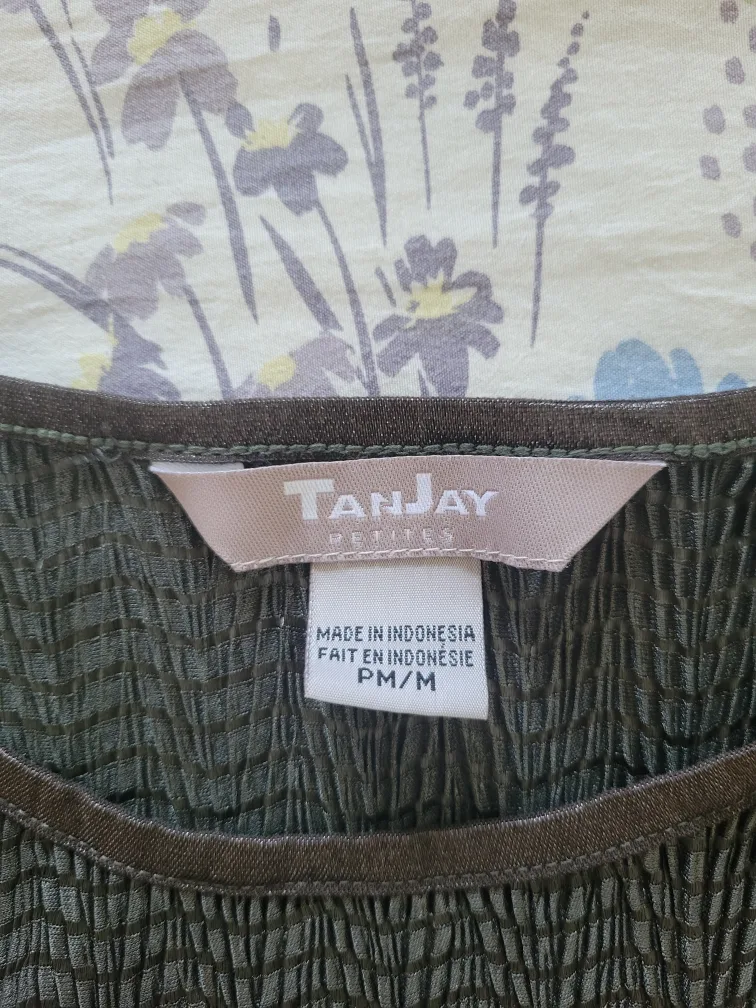 TANJAY
PETITES
MADE IN INDONESIA
FAIT EN INDONÉSIE
PM/M